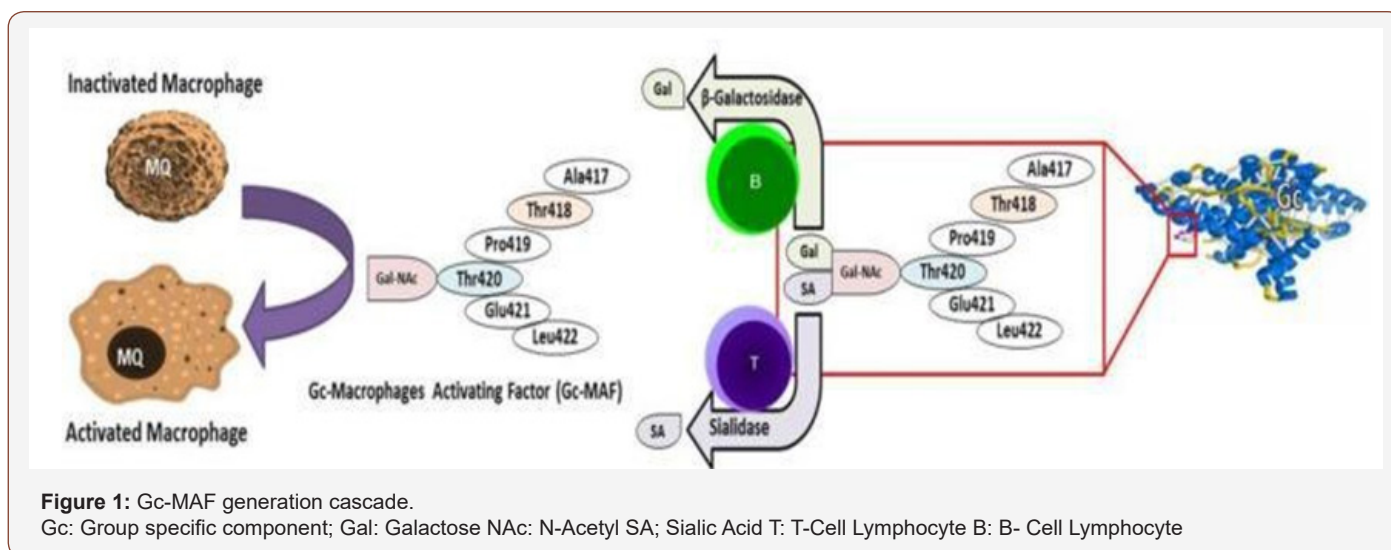 Inactivated Macrophage
MQ
MQ
Activated Macrophage
Ala417
Thr418
Pro419
Gal-NAc
Thr420
Glu421
Leu422
Gc-Macrophages Activating Factor (Gc-MAF)
Gal
β-Galactosidase
B
Gal
SA
Gal-NAc
T
SA
Sialidase
Ala417
Thr418
Pro419
Thr420
Glu421
Leu422
Gc
Figure 1: Gc-MAF generation cascade.
Gc: Group specific component; Gal: Galactose NAc: N-Acetyl SA; Sialic Acid T: T-Cell Lymphocyte B: B- Cell Lymphocyte